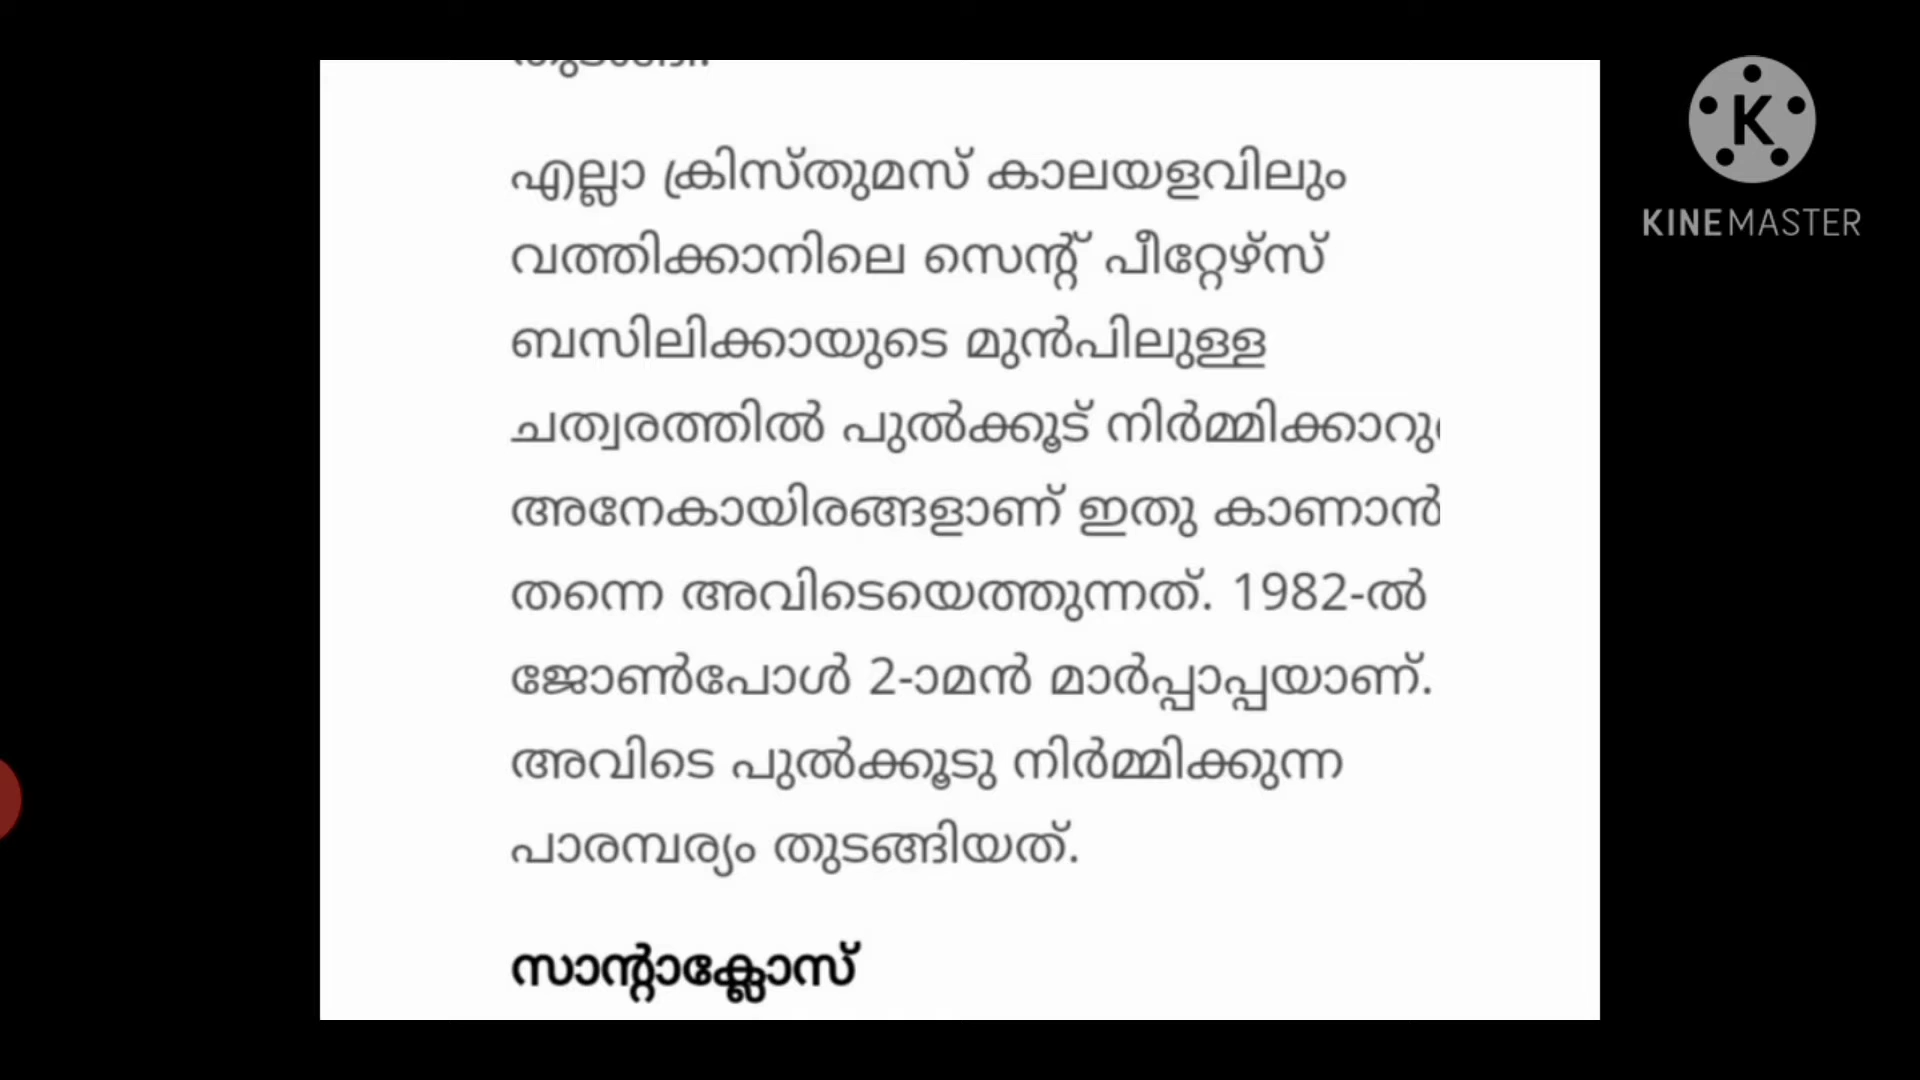 എല്ലാ ക്രിസ്തുമസ് കാലയളവിലും
വത്തിക്കാനിലെ സെന്റ് പീറ്റേഴ്സ്
ബസിലിക്കായുടെ മുൻപിലുള്ള
ചത്വരത്തിൽ പുൽക്കൂട്
അനേകായിരങ്ങളാണ് ഇതു കാണാൻ
തന്നെ അവിടെയെത്തുന്നത്. 1982-ൽ
ജോൺപോൾ 2-ാമൻ മാർപ്പാപ്പയാണ്.
അവിടെ പുൽക്കൂടു നിർമ്മിക്കുന്ന
പാരമ്പര്യം തുടങ്ങിയത്.
സാന്റാക്ലോസ്
K
KINEMASTER